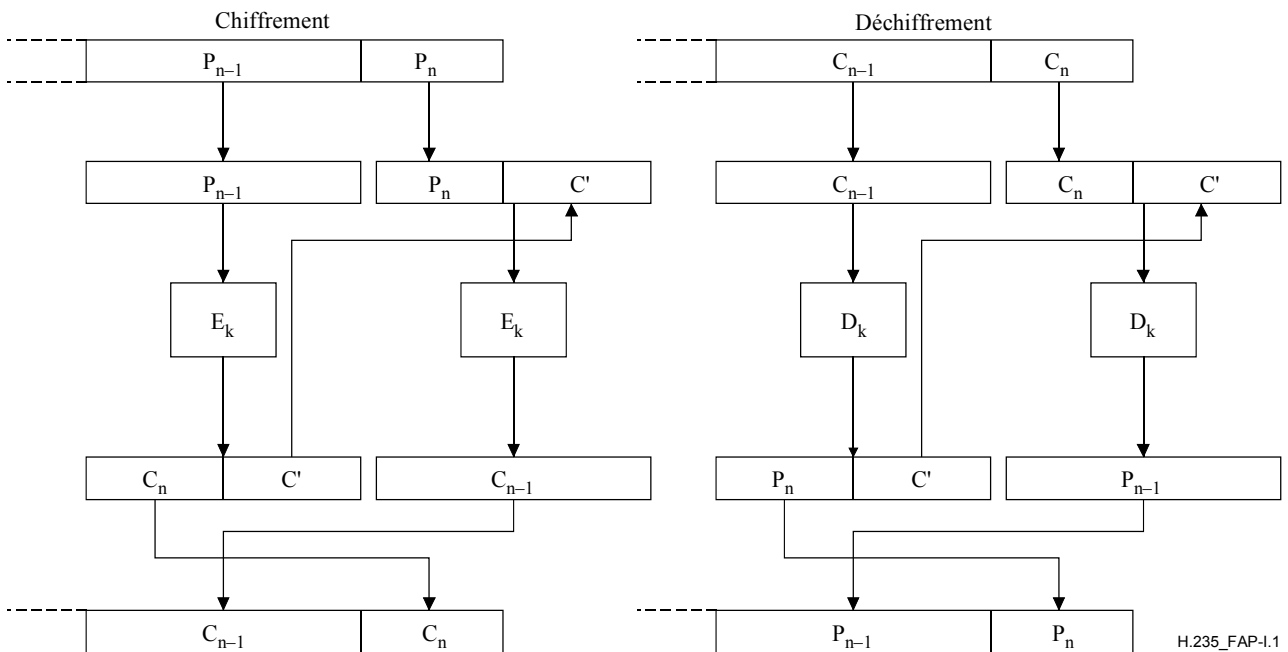 Chiffrement
P_{n–1} P_n
P_{n–1} P_n C'
E_k E_k
C_n C' C_{n–1}
C_{n–1} C_n
Déchiffrement
C_{n–1} C_n
C_{n–1} C_n C'
D_k D_k
P_n C' P_{n–1}
P_{n–1} P_n
H.235_FAP-I.1